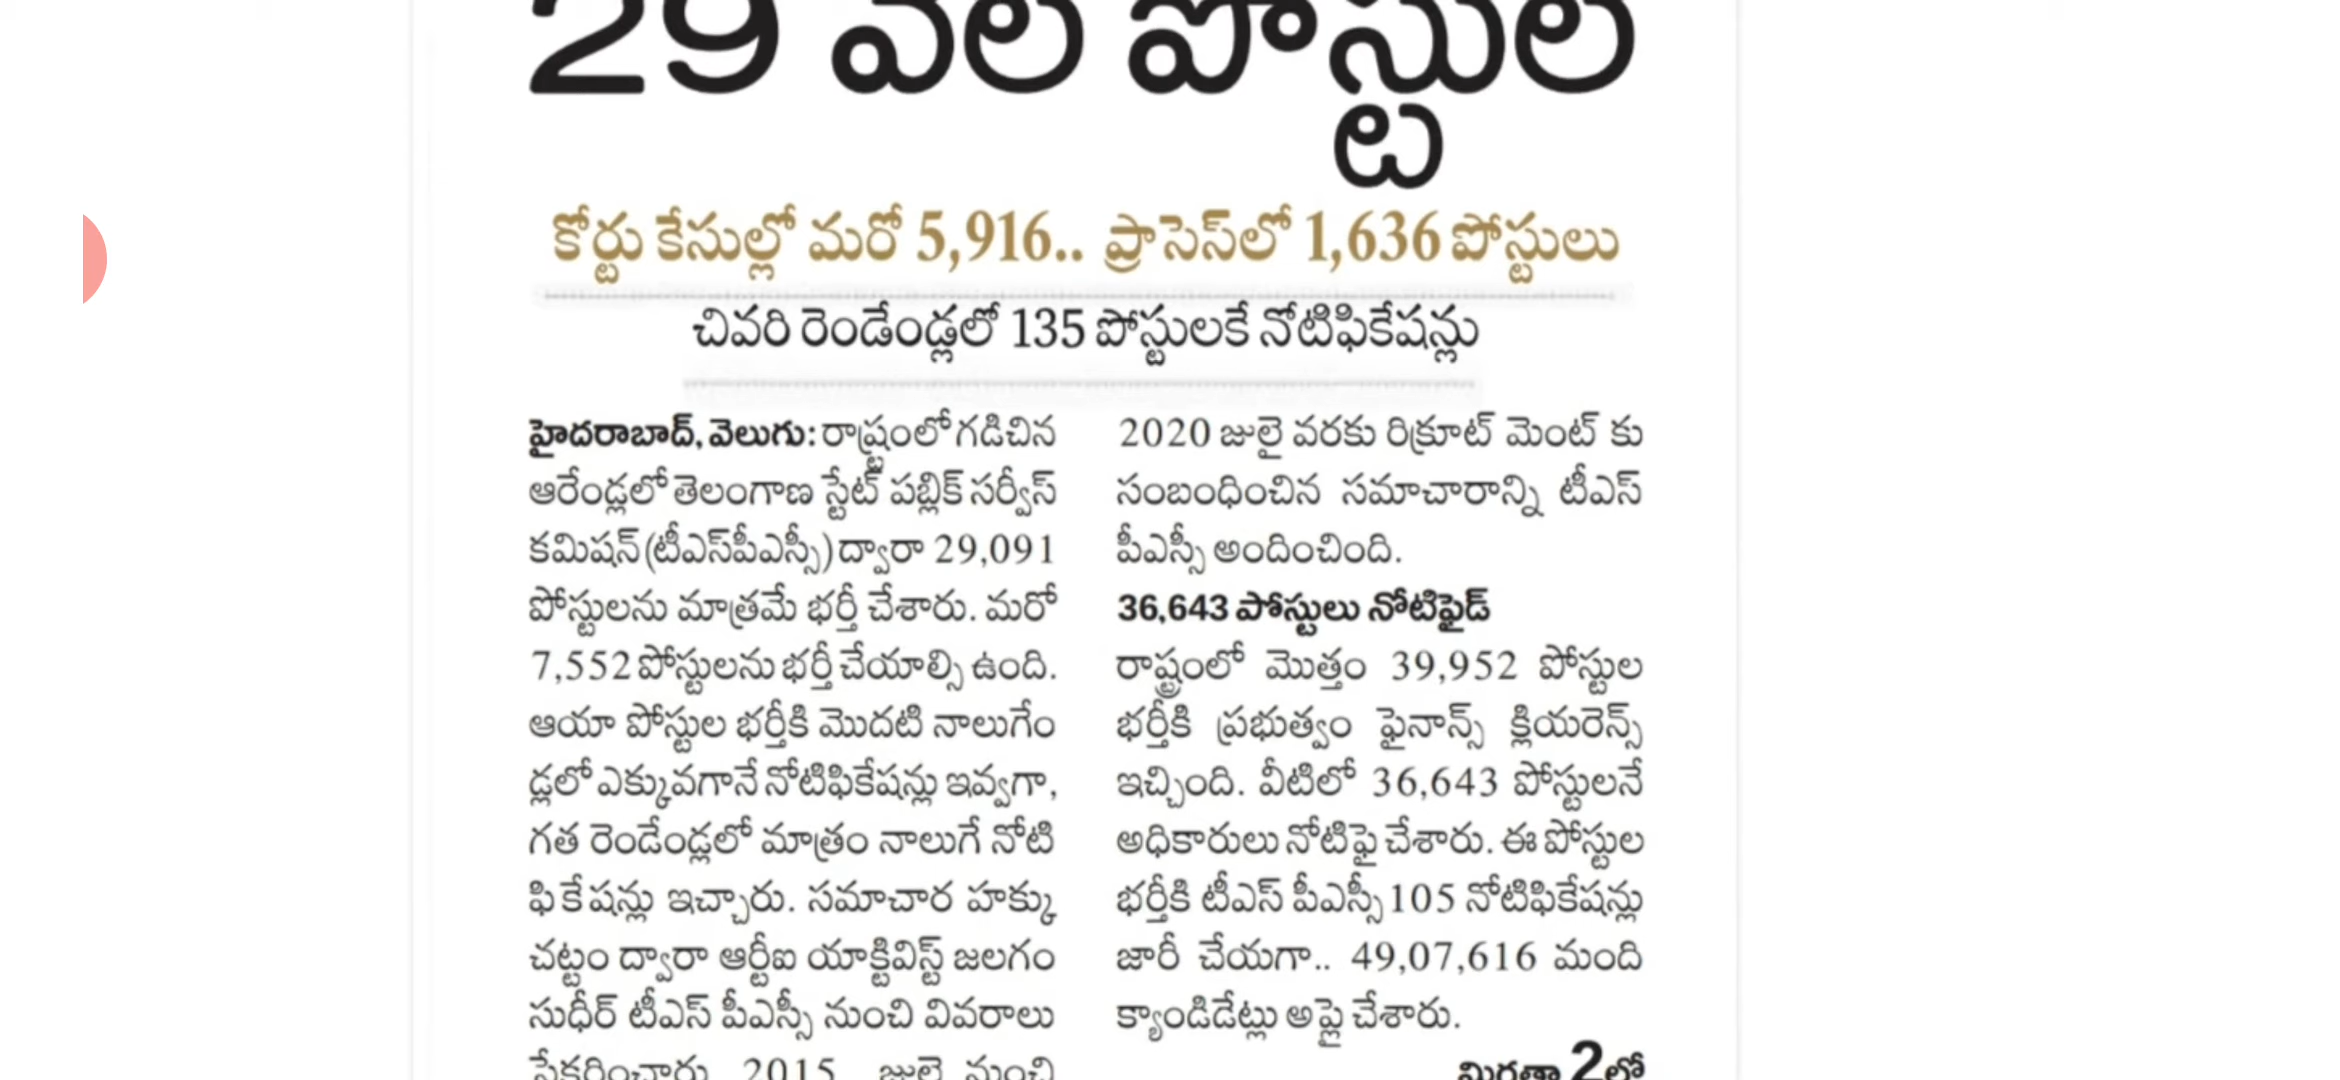 29 వేల పోస్టుల
కోర్టు కేసుల్లో మరో 5,916.. ప్రాసెస్‌లో 1,636 పోస్టులు
చివరి రెండేండ్లలో 135 పోస్టులకే నోటిఫికేషన్లు
హైదరాబాద్, వెలుగు: రాష్ట్రంలో గడిచిన
ఆరేండ్లలో తెలంగాణ స్టేట్ పబ్లిక్ సర్వీస్
కమిషన్ (టీఎస్‌పీఎస్సీ) ద్వారా 29,091
పోస్టులను మాత్రమే భర్తీ చేశారు. మరో
7,552 పోస్టులను భర్తీ చేయాల్సి ఉంది.
ఆయా పోస్టుల భర్తీకి మొదటి నాలుగేం
డ్లలో ఎక్కువగానే నోటిఫికేషన్లు ఇవ్వగా,
గత రెండేండ్లలో మాత్రం నాలుగే నోటి
ఫికేషన్లు ఇచ్చారు. సమాచార హక్కు
చట్టం ద్వారా ఆర్టీఐ యాక్టివిస్ట్ జలగం
సుధీర్ టీఎస్ పీఎస్సీ నుంచి వివరాలు
సేకరించారు. 2015 జులై నుంచి
2020 జులై వరకు రిక్రూట్ మెంట్ కు
సంబంధించిన సమాచారాన్ని టీఎస్
పీఎస్సీ అందించింది.
36,643 పోస్టులు నోటిఫైడ్
రాష్ట్రంలో మొత్తం 39,952 పోస్టుల
భర్తీకి ప్రభుత్వం ఫైనాన్స్ క్లియరెన్స్
ఇచ్చింది. వీటిలో 36,643 పోస్టులనే
అధికారులు నోటిఫై చేశారు. ఈ పోస్టుల
భర్తీకి టీఎస్ పీఎస్సీ 105 నోటిఫికేషన్లు
జారీ చేయగా.. 49,07,616 మంది
క్యాండిడేట్లు అప్లై చేశారు.
మిగతా 2లో